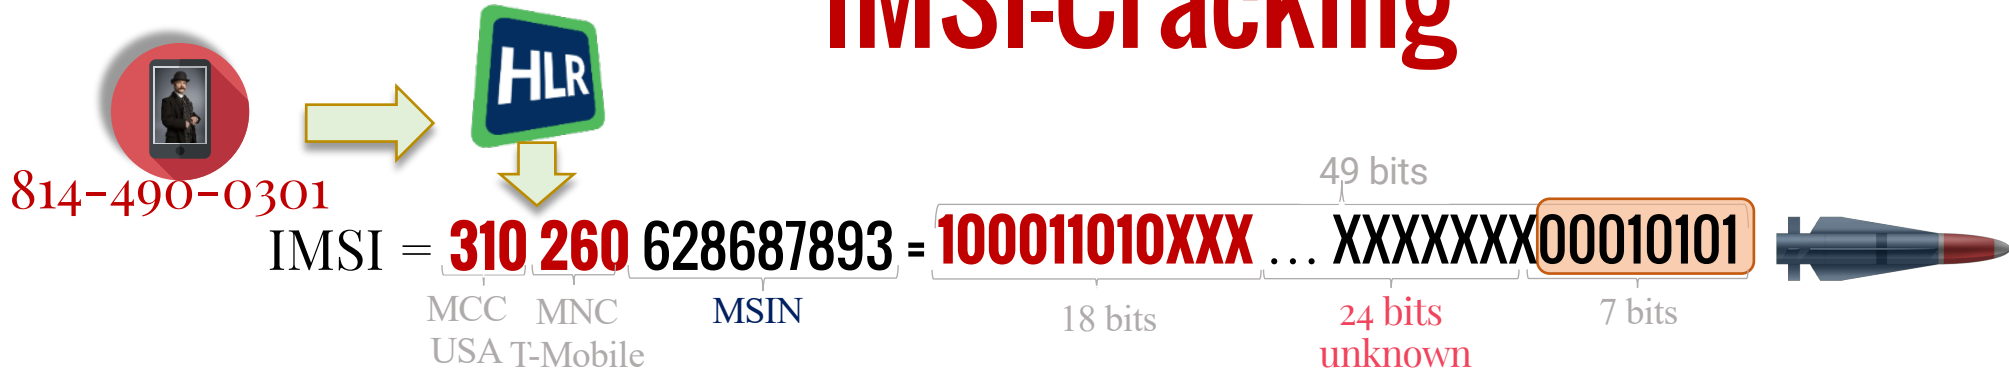 IMSI-Cracking
HLR
814-490-0301
49 bits
IMSI = 310 260 628687893 = 100011010XXX ... XXXXXXX00010101
MCC MNC MSIN 18 bits 24 bits 7 bits
USA T-Mobile unknown